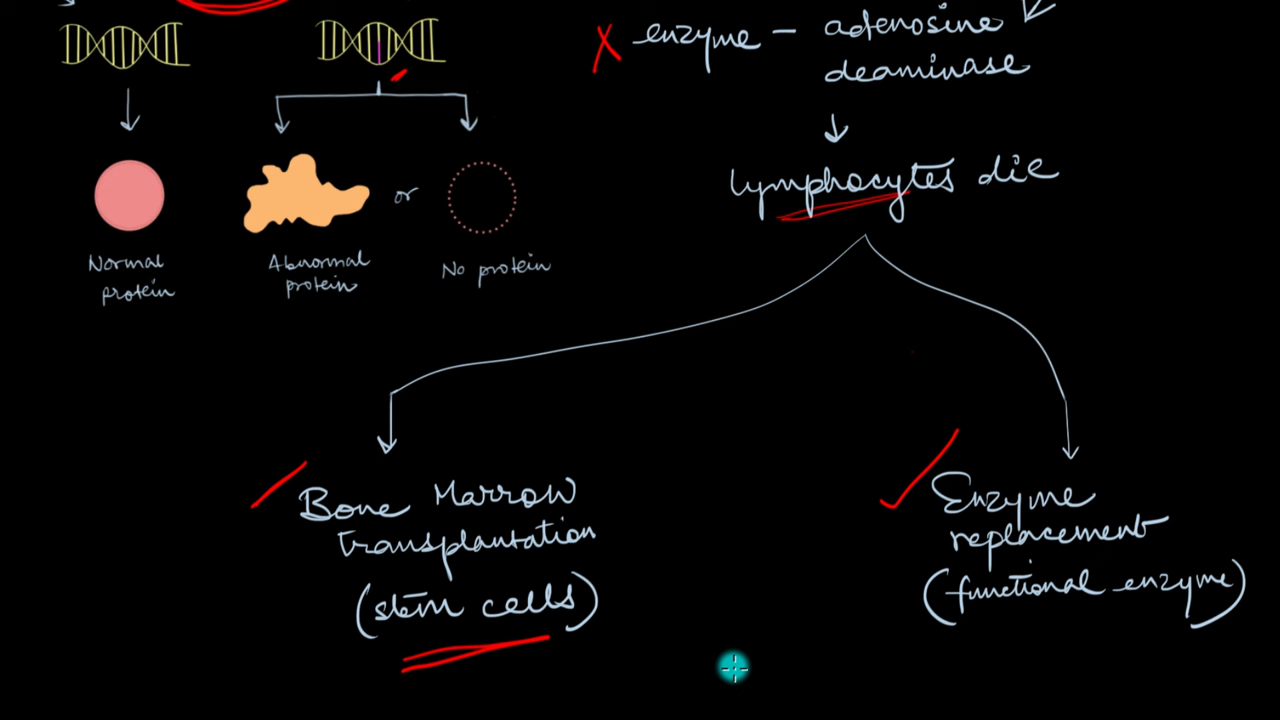 enzyme – adenosine
deaminase
lymphocytes die
or
Normal
protein
Abnormal
protein
No protein
Bone Marrow
transplantation
(stem cells)
Enzyme
replacement
(functional enzyme)